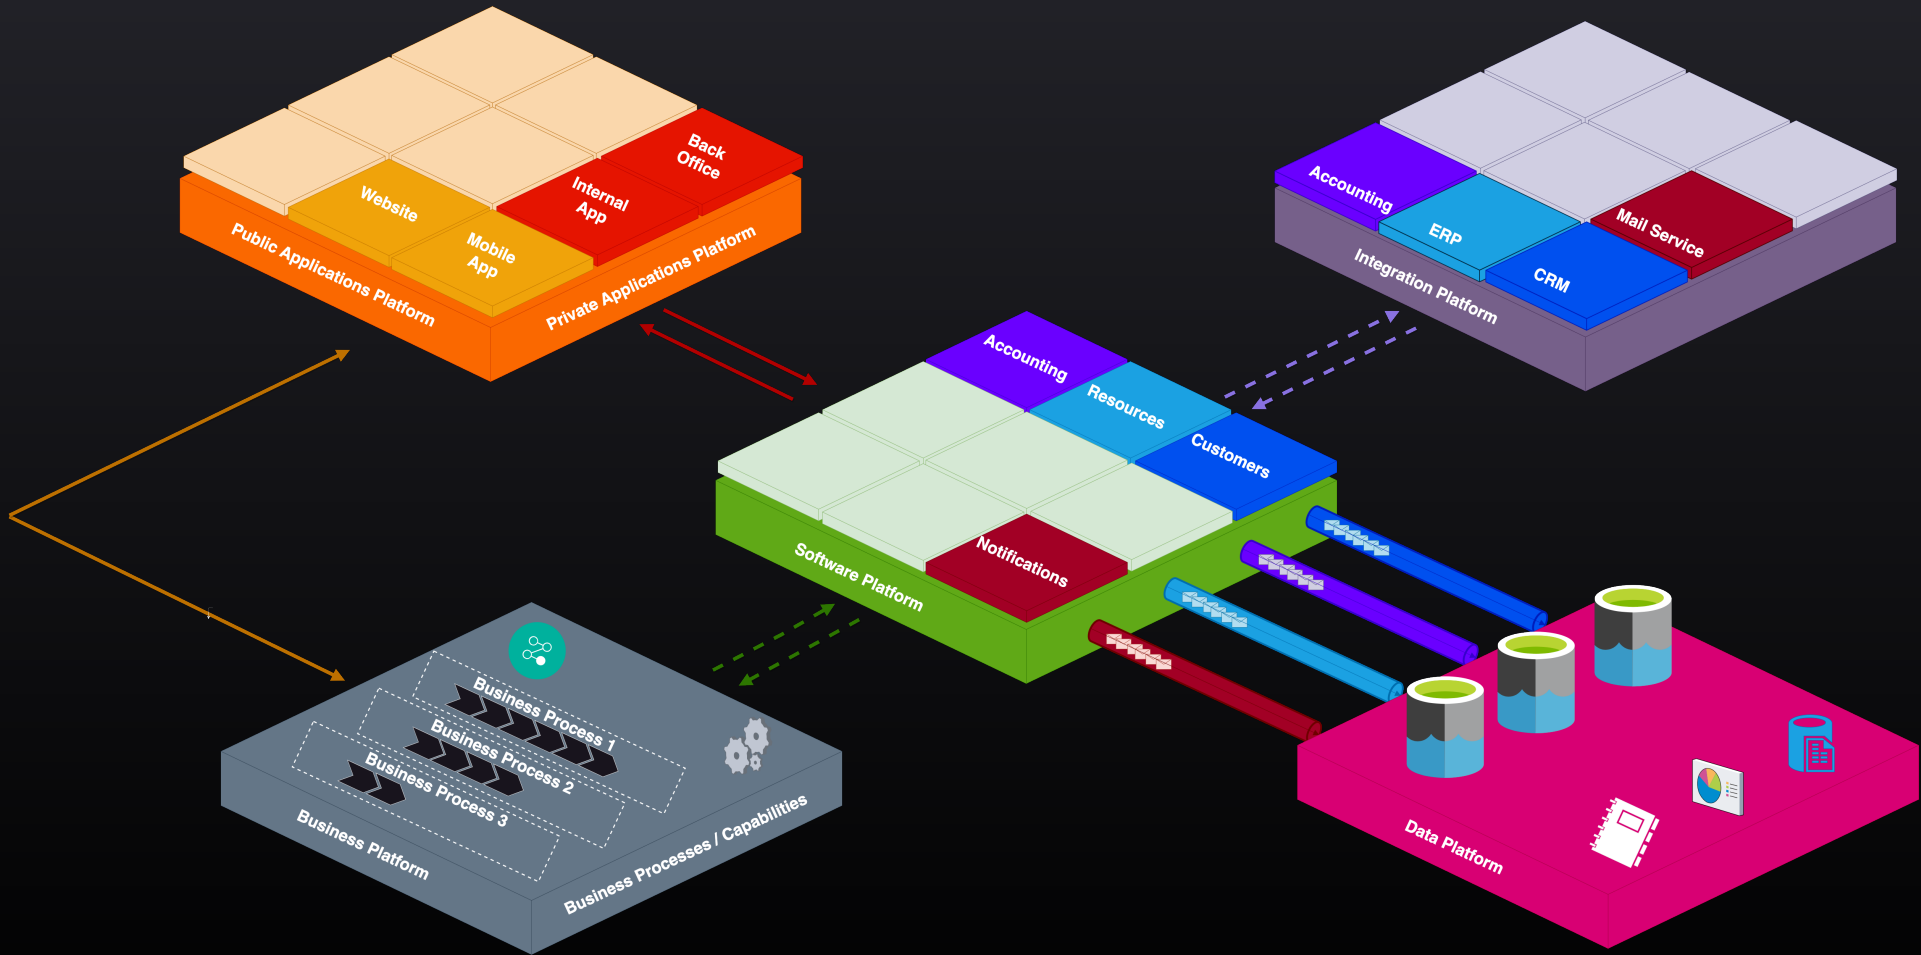 Back
Office
Internal
App
Website
Mobile
App
Public Applications Platform
Private Applications Platform
Accounting
ERP
Mail Service
CRM
Integration Platform
Accounting
Resources
Customers
Notifications
Software Platform
Business Process 1
Business Process 2
Business Process 3
Business Platform
Business Processes / Capabilities
Data Platform